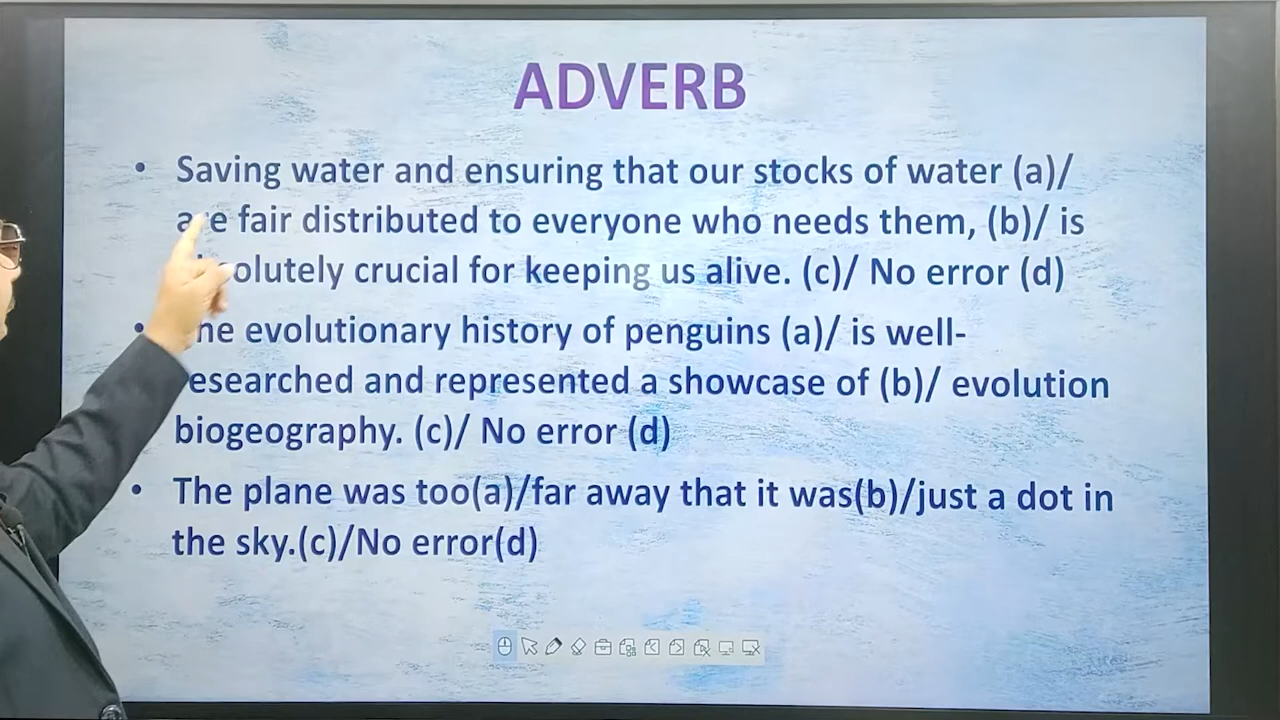 ADVERB
• Saving water and ensuring that our stocks of water (a)/
fair distributed to everyone who needs them, (b)/ is
crucial for keeping us alive. (c)/ No error (d)
• evolutionary history of penguins (a)/ is well-
and represented a showcase of (b)/ evolution
biogeography. (c)/ No error (d)
• The plane was too(a)/far away that it was(b)/just a dot in
the sky.(c)/No error(d)